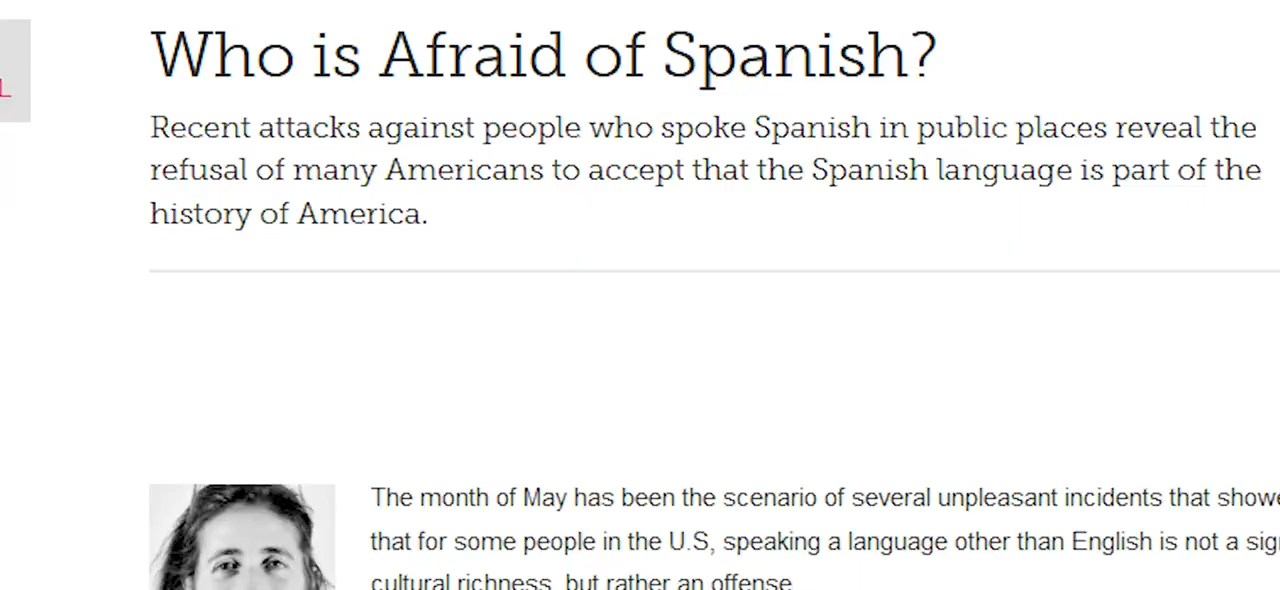 Who is Afraid of Spanish?
Recent attacks against people who spoke Spanish in public places reveal the
refusal of many Americans to accept that the Spanish language is part of the
history of America.
L
The month of May has been the scenario of several unpleasant incidents that showe
that for some people in the U.S, speaking a language other than English is not a sig
cultural richness, but rather an offense.